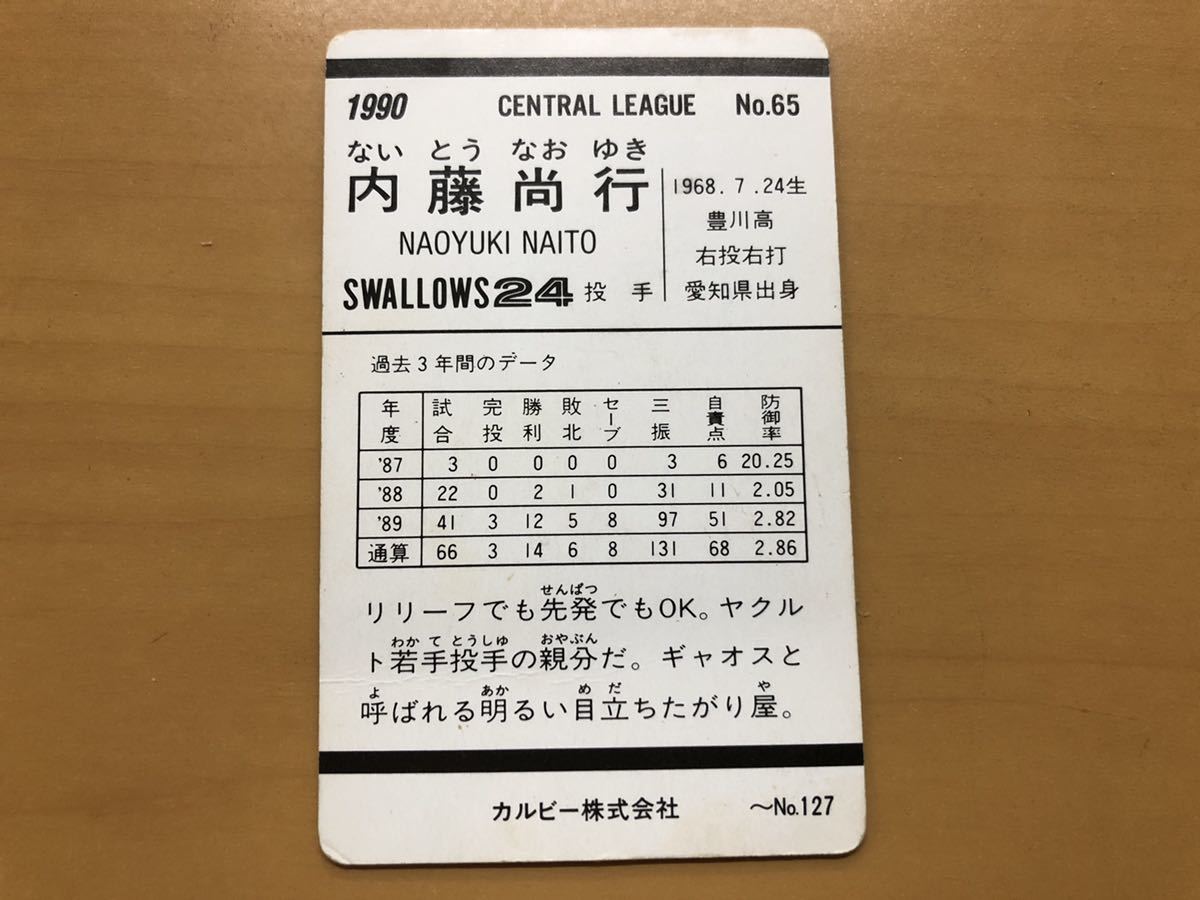 1990 CENTRAL LEAGUE No.65
ない とう なお ゆき
内藤尚行
NAOYUKI NAITO
SWALLOWS 24 投手
1968.7.24生
豊川高
右投右打
愛知県出身
過去3年間のデータ
年度 試合 完投 勝利 敗北 セーブ 三振 自責点 防御率
'87 3 0 0 0 0 3 6 20.25
'88 22 0 2 1 0 31 11 2.05
'89 41 3 12 5 8 97 51 2.82
通算 66 3 14 6 8 131 68 2.86
せんぱつ
リリーフでも先発でもOK。ヤクル
わかて とうしゅ おやぶん
ト若手投手の親分だ。ギャオスと
よ あか めだ や
呼ばれる明るい目立ちたがり屋。
カルビー株式会社 〜No.127